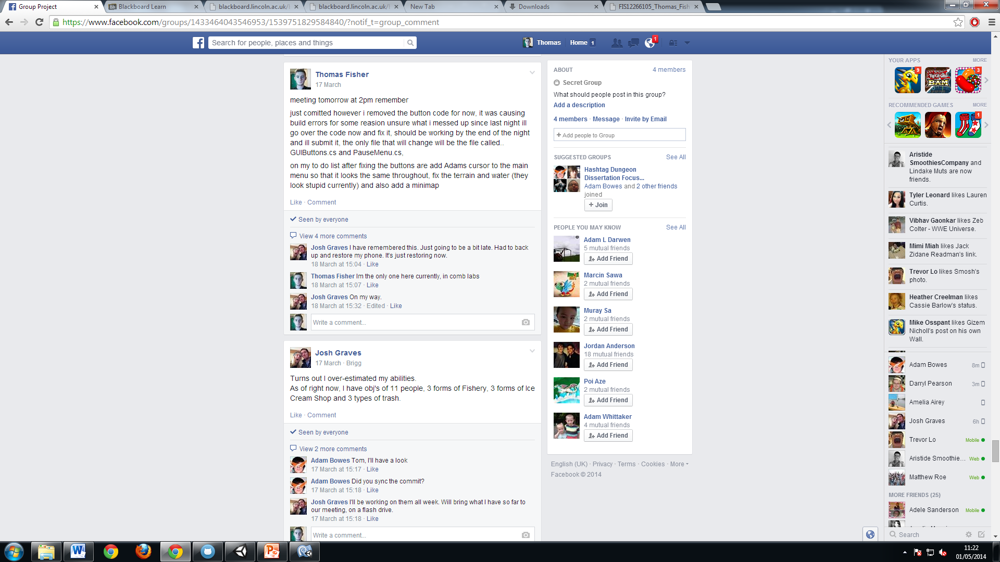 Group Project
Blackboard Learn
blackboard.lincoln.ac.uk/
blackboard.lincoln.ac.uk/
New Tab
Downloads
FIS12266105_Thomas_Fish
https://www.facebook.com/groups/1433464043546953/1539751829584840/?notif_t=group_comment
Search for people, places and things
Thomas
Home 1
1
Thomas Fisher
17 March
meeting tomorrow at 2pm remember
just comitted however i removed the button code for now, it was causing
build errors for some reasion unsure what i messed up since last night ill
go over the code now and fix it, should be working by the end of the night
and ill submit it, the only file that will change will be the file called..
GUIButtons.cs and PauseMenu.cs,
on my to do list after fixing the buttons are add Adams cursor to the main
menu so that it looks the same throughout, fix the terrain and water (they
look stupid currently) and also add a minimap
Like · Comment
Seen by everyone
View 4 more comments
Josh Graves I have remembered this. Just going to be a bit late. Had to back
up and restore my phone. It's just restoring now.
18 March at 15:04 · Like
Thomas Fisher Im the only one here currently, in comb labs
18 March at 15:07 · Like
Josh Graves On my way.
18 March at 15:32 · Edited · Like
Write a comment...
Josh Graves
17 March · Brigg
Turns out I over-estimated my abilities.
As of right now, I have obj's of 11 people, 3 forms of Fishery, 3 forms of Ice
Cream Shop and 3 types of trash.
Like · Comment
Seen by everyone
View 2 more comments
Adam Bowes Tom, I'll have a look
17 March at 15:17 · Like
Adam Bowes Did you sync the commit?
17 March at 15:18 · Like
Josh Graves I'll be working on them all week. Will bring what I have so far to
our meeting, on a flash drive.
17 March at 15:18 · Like
Write a comment...
ABOUT
4 members
Secret Group
What should people post in this group?
Add a description
4 members · Message · Invite by Email
+ Add people to Group
SUGGESTED GROUPS
See All
Hashtag Dungeon
Dissertation Focus...
Adam Bowes and 2 other friends
joined
+ Join
PEOPLE YOU MAY KNOW
See All
Adam L Darwen
5 mutual friends
Add Friend
Marcin Sawa
2 mutual friends
Add Friend
Muray Sa
2 mutual friends
Add Friend
Jordan Anderson
18 mutual friends
Add Friend
Poi Aze
2 mutual friends
Add Friend
Adam Whittaker
4 mutual friends
Add Friend
English (UK) · Privacy · Terms · Cookies · More
Facebook © 2014
YOUR APPS
MORE
9
Yu-Gi-Oh!
BAM
3
RECOMMENDED GAMES
MORE
1
Aristide
SmoothiesCompany and
Lindake Muts are now
friends.
Tyler Leonard likes Lauren
Curtis.
Vibhav Gaonkar likes Zeb
Colter - WWE Universe.
Mimi Miah likes Jack
Zidane Readman's link.
Trevor Lo likes Smosh's
photo.
Heather Creelman likes
Cassie Barlow's status.
Mike Osspant likes Gizem
Nicholl's post on his own
Wall.
Adam Bowes 8m
Darryl Pearson 3m
Amelia Airey
Josh Graves 6h
Trevor Lo Mobile
Aristide Smoothie... Web
Matthew Roe Web
MORE FRIENDS (25)
Adele Sanderson Mobile
Search
11:22
01/05/2014